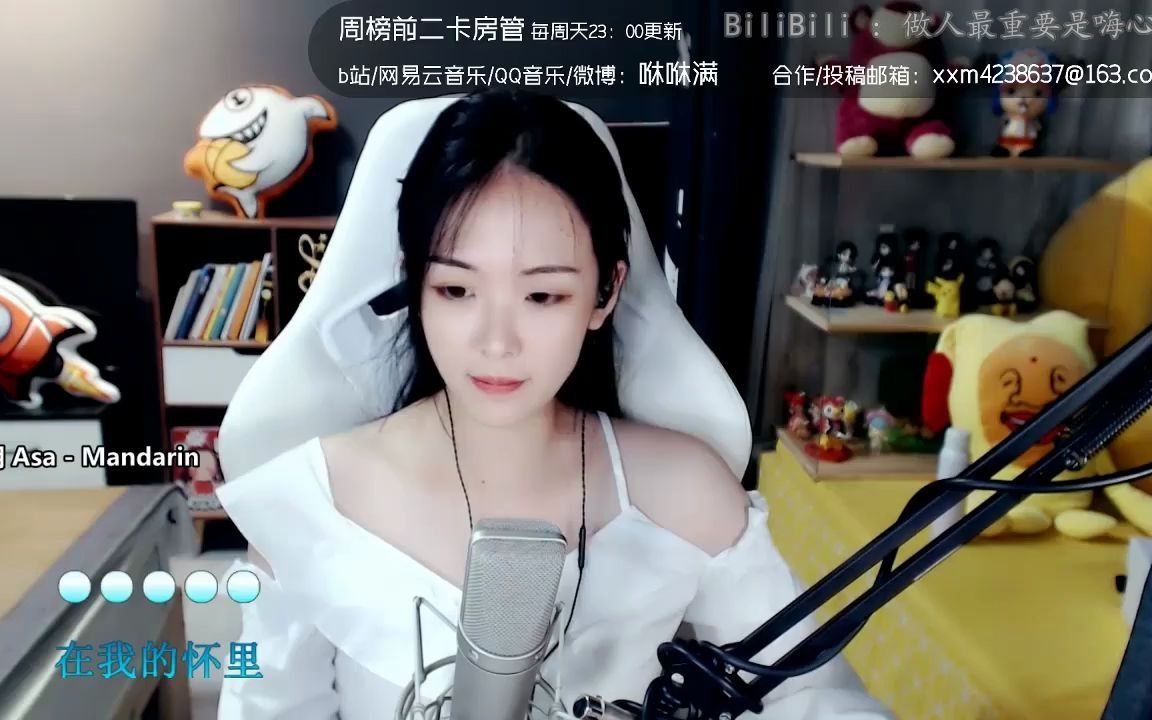 周榜前二卡房管 每周天23：00更新
BiliBili ：做人最重要是嗨心
b站/网易云音乐/QQ音乐/微博：咻咻满
合作/投稿邮箱：xxm4238637@163.co
Asa - Mandarin
在我的怀里